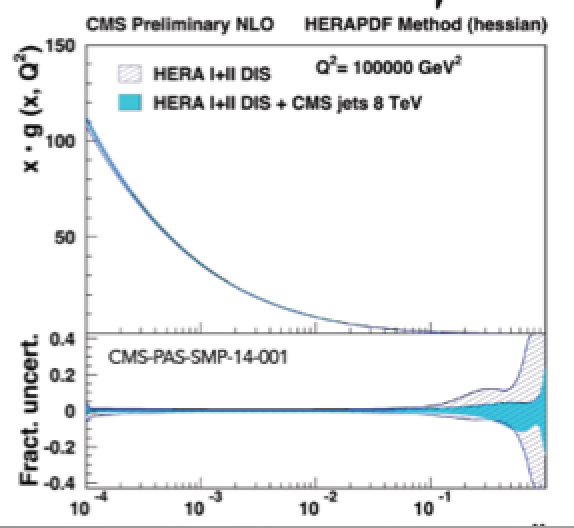 CMS Preliminary NLO HERAPDF Method (hessian)
150
HERA I+II DIS
Q²= 100000 GeV²
HERA I+II DIS + CMS jets 8 TeV
x · g (x, Q²)
100
50
0.4
CMS-PAS-SMP-14-001
0.2
Fract. uncert.
0
-0.2
-0.4
10⁻⁴ 10⁻³ 10⁻² 10⁻¹